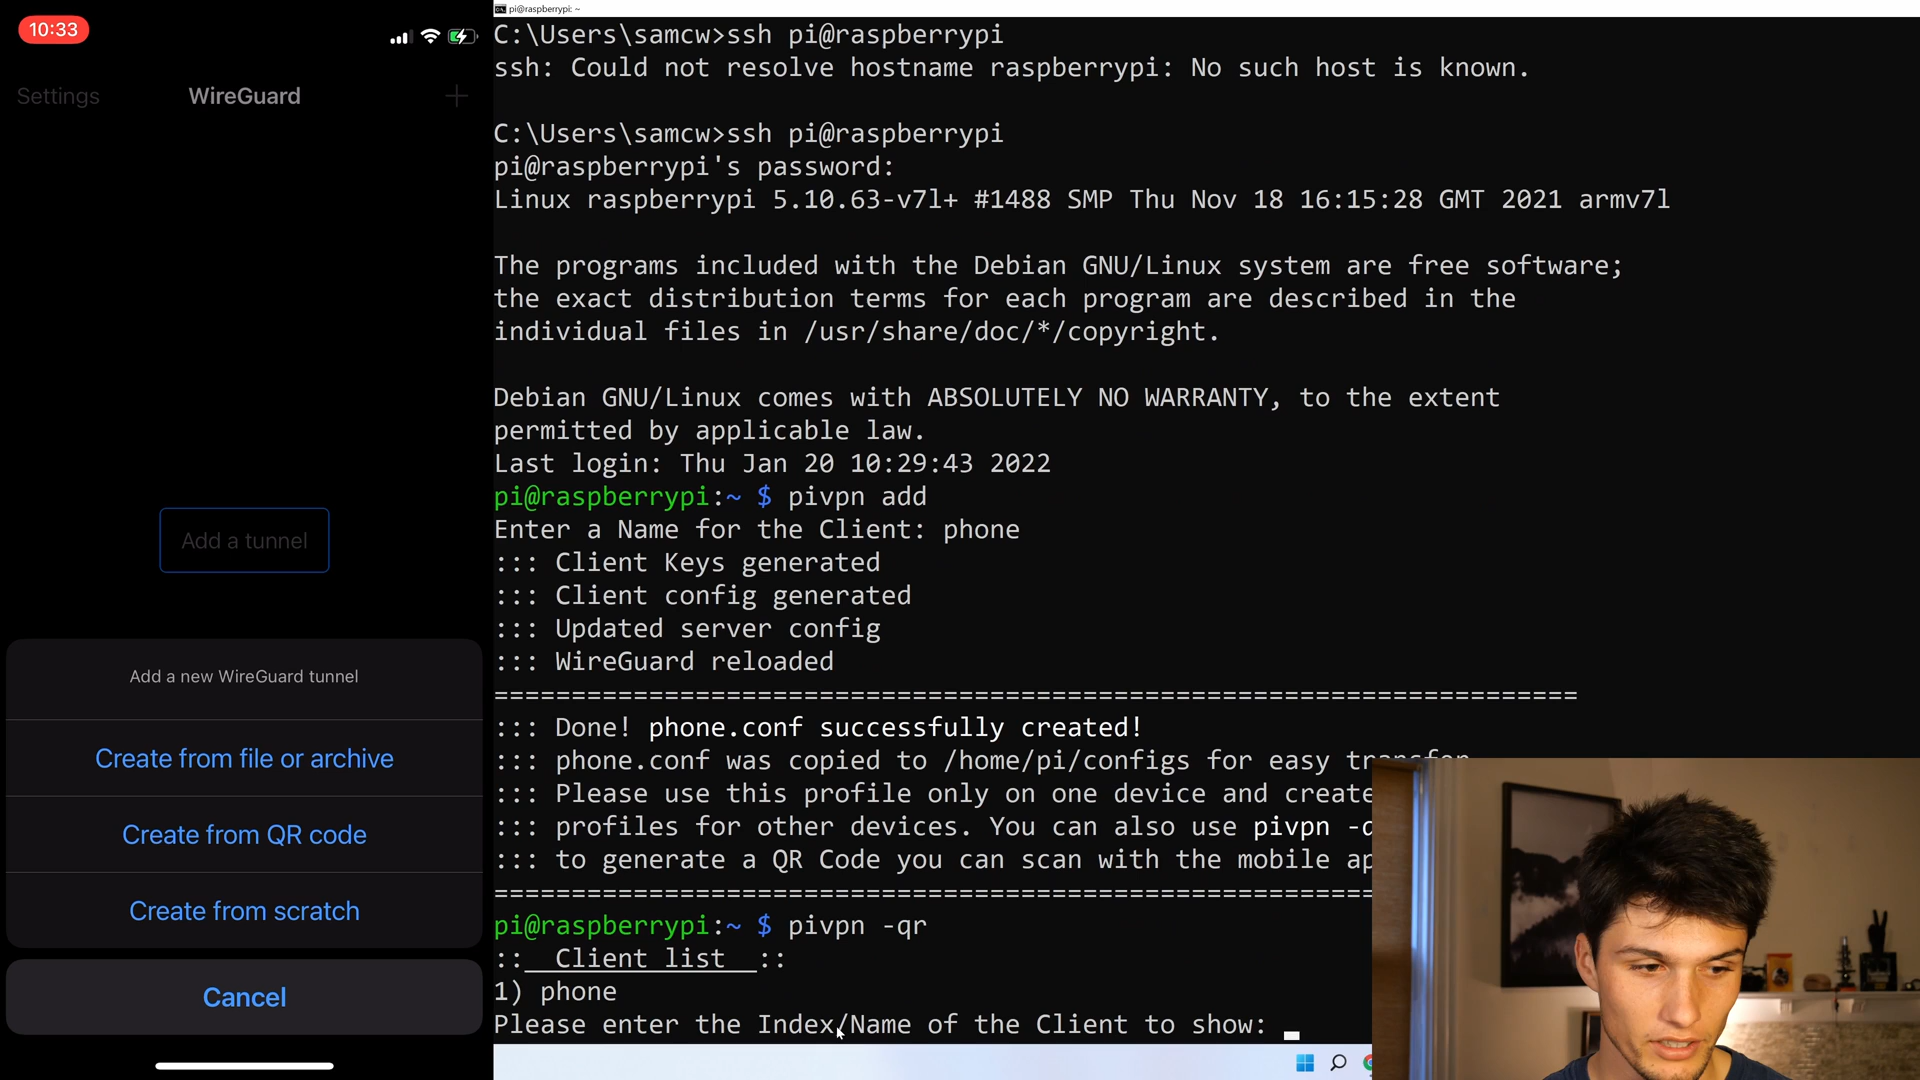 10:33
Settings
WireGuard
Add a tunnel
Add a new WireGuard tunnel
Create from file or archive
Create from QR code
Create from scratch
Cancel
pi@raspberrypi: ~
C:\Users\samcw>ssh pi@raspberrypi
ssh: Could not resolve hostname raspberrypi: No such host is known.
C:\Users\samcw>ssh pi@raspberrypi
pi@raspberrypi's password:
Linux raspberrypi 5.10.63-v7l+ #1488 SMP Thu Nov 18 16:15:28 GMT 2021 armv7l
The programs included with the Debian GNU/Linux system are free software;
the exact distribution terms for each program are described in the
individual files in /usr/share/doc/*/copyright.
Debian GNU/Linux comes with ABSOLUTELY NO WARRANTY, to the extent
permitted by applicable law.
Last login: Thu Jan 20 10:29:43 2022
pi@raspberrypi:~ $ pivpn add
Enter a Name for the Client: phone
::: Client Keys generated
::: Client config generated
::: Updated server config
::: WireGuard reloaded
======================================================================
::: Done! phone.conf successfully created!
::: phone.conf was copied to /home/pi/configs for easy transfer
::: Please use this profile only on one device and create
::: profiles for other devices. You can also use pivpn -q
::: to generate a QR Code you can scan with the mobile ap
=========================================================
pi@raspberrypi:~ $ pivpn -qr
::  Client list  ::
1) phone
Please enter the Index/Name of the Client to show: